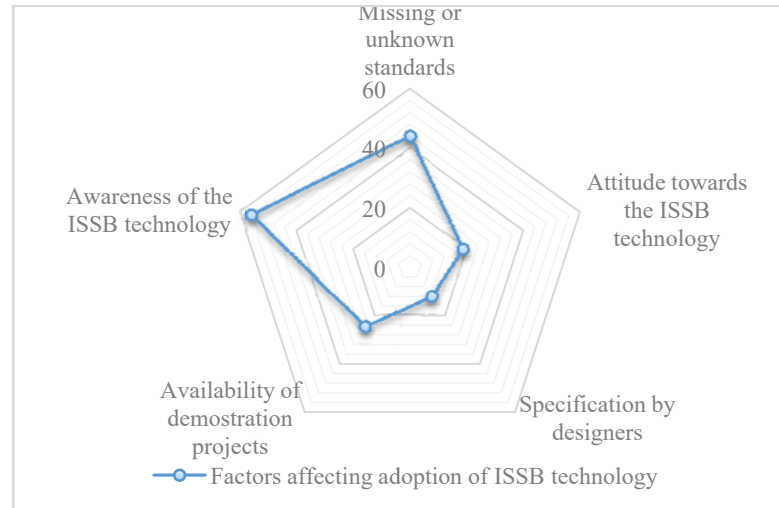 Missing or
unknown
standards
60
40
20
0
Attitude towards
the ISSB
technology
Specification by
designers
Availability of
demostration
projects
Awareness of the
ISSB technology
Factors affecting adoption of ISSB technology